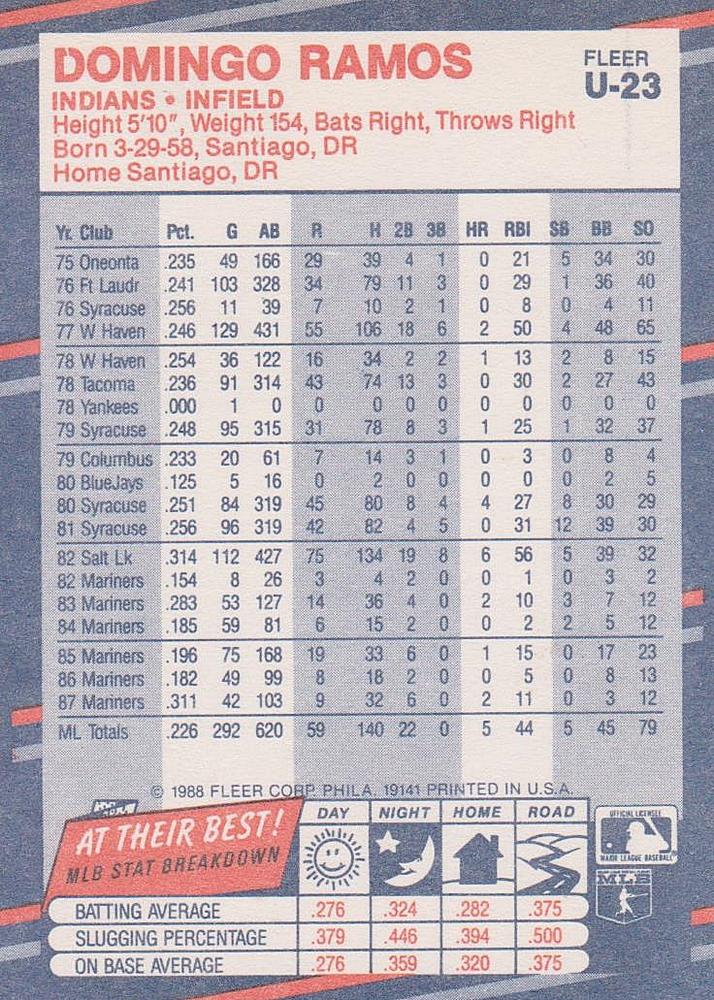 DOMINGO RAMOS
FLEER
U-23
INDIANS • INFIELD
Height 5'10", Weight 154, Bats Right, Throws Right
Born 3-29-58, Santiago, DR
Home Santiago, DR
Yr. Club Pct. G AB R H 2B 3B HR RBI SB BB SO
75 Oneonta .235 49 166 29 39 4 1 0 21 5 34 30
76 Ft Laudr .241 103 328 34 79 11 3 0 29 1 36 40
76 Syracuse .256 11 39 7 10 2 1 0 8 0 4 11
77 W Haven .246 129 431 55 106 18 6 2 50 4 48 65
78 W Haven .254 36 122 16 34 2 2 1 13 2 8 15
78 Tacoma .236 91 314 43 74 13 3 0 30 2 27 43
78 Yankees .000 1 0 0 0 0 0 0 0 0 0 0
79 Syracuse .248 95 315 31 78 8 3 1 25 1 32 37
79 Columbus .233 20 61 7 14 3 1 0 3 0 8 4
80 BlueJays .125 5 16 0 2 0 0 0 0 0 2 5
80 Syracuse .251 84 319 45 80 8 4 4 27 8 30 29
81 Syracuse .256 96 319 42 82 4 5 0 31 12 39 30
82 Salt Lk .314 112 427 75 134 19 8 6 56 5 39 32
82 Mariners .154 8 26 3 4 2 0 0 1 0 3 2
83 Mariners .283 53 127 14 36 4 0 2 10 3 7 12
84 Mariners .185 59 81 6 15 2 0 0 2 2 5 12
85 Mariners .196 75 168 19 33 6 0 1 15 0 17 23
86 Mariners .182 49 99 8 18 2 0 0 5 0 8 13
87 Mariners .311 42 103 9 32 6 0 2 11 0 3 12
ML Totals .226 292 620 59 140 22 0 5 44 5 45 79
© 1988 FLEER CORP. PHILA. 19141 PRINTED IN U.S.A.
AT THEIR BEST!
MLB STAT BREAKDOWN
DAY NIGHT HOME ROAD
OFFICIAL LICENSEE
MAJOR LEAGUE BASEBALL
BATTING AVERAGE .276 .324 .282 .375
SLUGGING PERCENTAGE .379 .446 .394 .500
ON BASE AVERAGE .276 .359 .320 .375